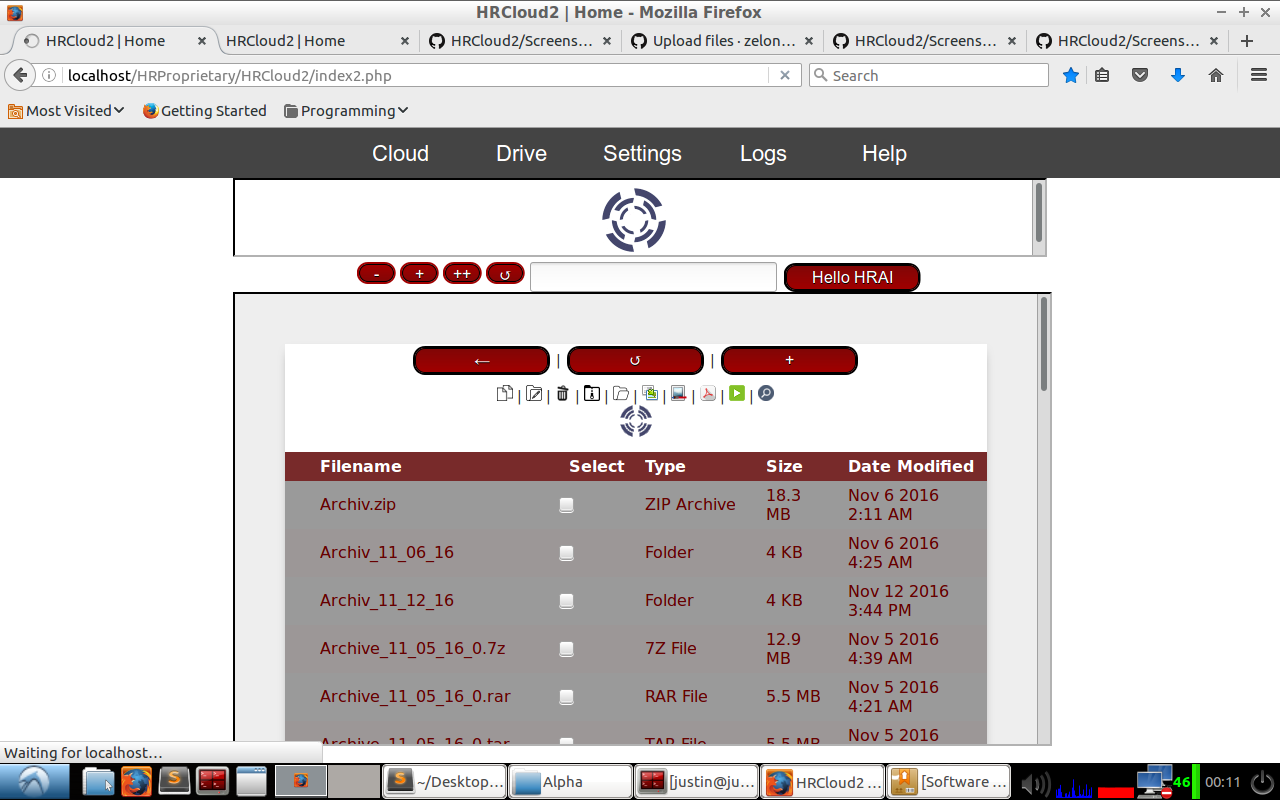 HRCloud2 | Home - Mozilla Firefox
HRCloud2 | Home
HRCloud2 | Home
HRCloud2/Screens...
Upload files · zelon...
HRCloud2/Screens...
HRCloud2/Screens...
localhost/HRProprietary/HRCloud2/index2.php
Search
Most Visited
Getting Started
Programming
Cloud Drive Settings Logs Help
- + ++ ↺ Hello HRAI
← | ↺ | +
| | | | | | | | |
Filename Select Type Size Date Modified
Archiv.zip ZIP Archive 18.3 MB Nov 6 2016 2:11 AM
Archiv_11_06_16 Folder 4 KB Nov 6 2016 4:25 AM
Archiv_11_12_16 Folder 4 KB Nov 12 2016 3:44 PM
Archive_11_05_16_0.7z 7Z File 12.9 MB Nov 5 2016 4:39 AM
Archive_11_05_16_0.rar RAR File 5.5 MB Nov 5 2016 4:21 AM
Archive_11_05_16_0.tar TAR File 5.5 MB Nov 5 2016
Waiting for localhost...
~/Desktop...
Alpha
[justin@ju...
HRCloud2 ...
[Software ...
46
00:11